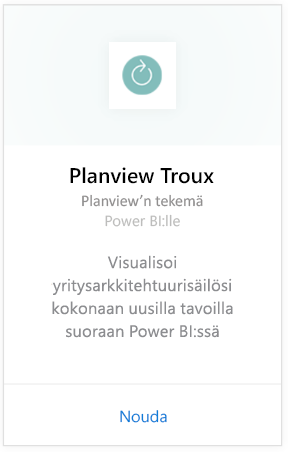 Planview Troux
Planview’n tekemä
Power BI:lle
Visualisoi
yritysarkkitehtuurisäilösi
kokonaan uusilla tavoilla
suoraan Power BI:ssä
Nouda